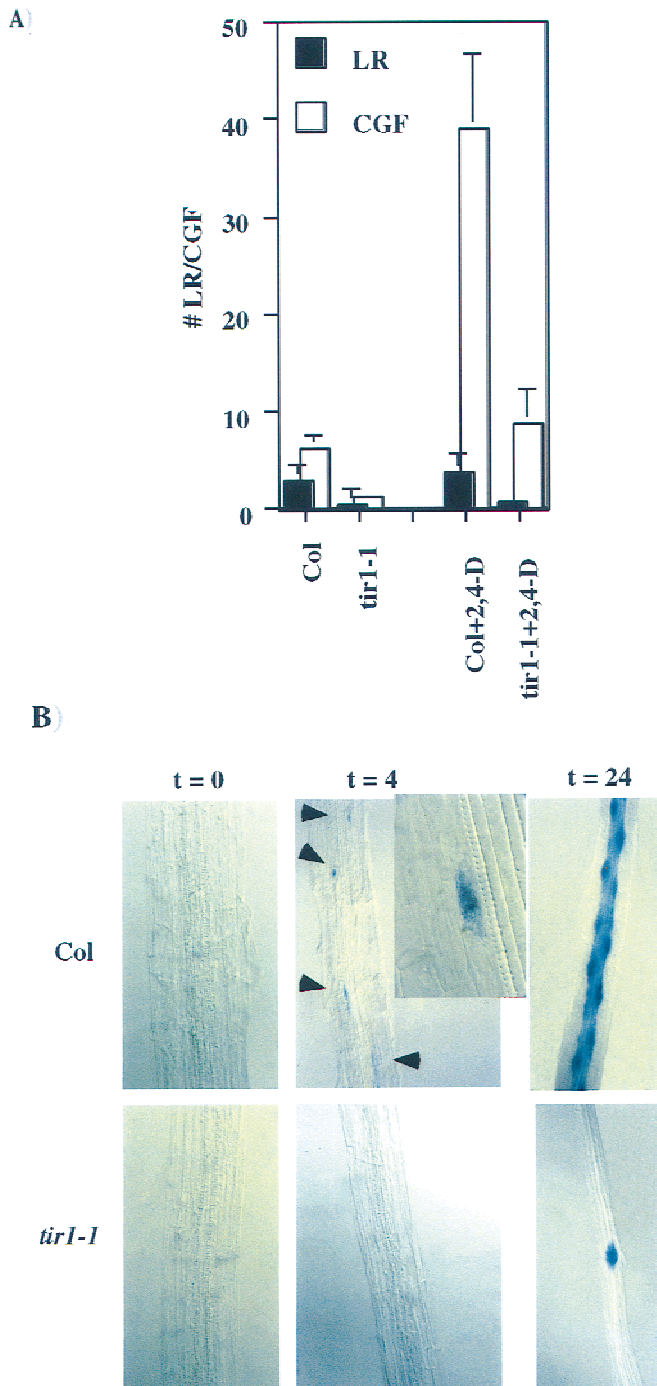 A)
50
40
30
20
10
0
# LR/CGF
LR
CGF
Col
tir1-1
Col+2,4-D
tir1-1+2,4-D
B)
t = 0
t = 4
t = 24
Col
tir1-1